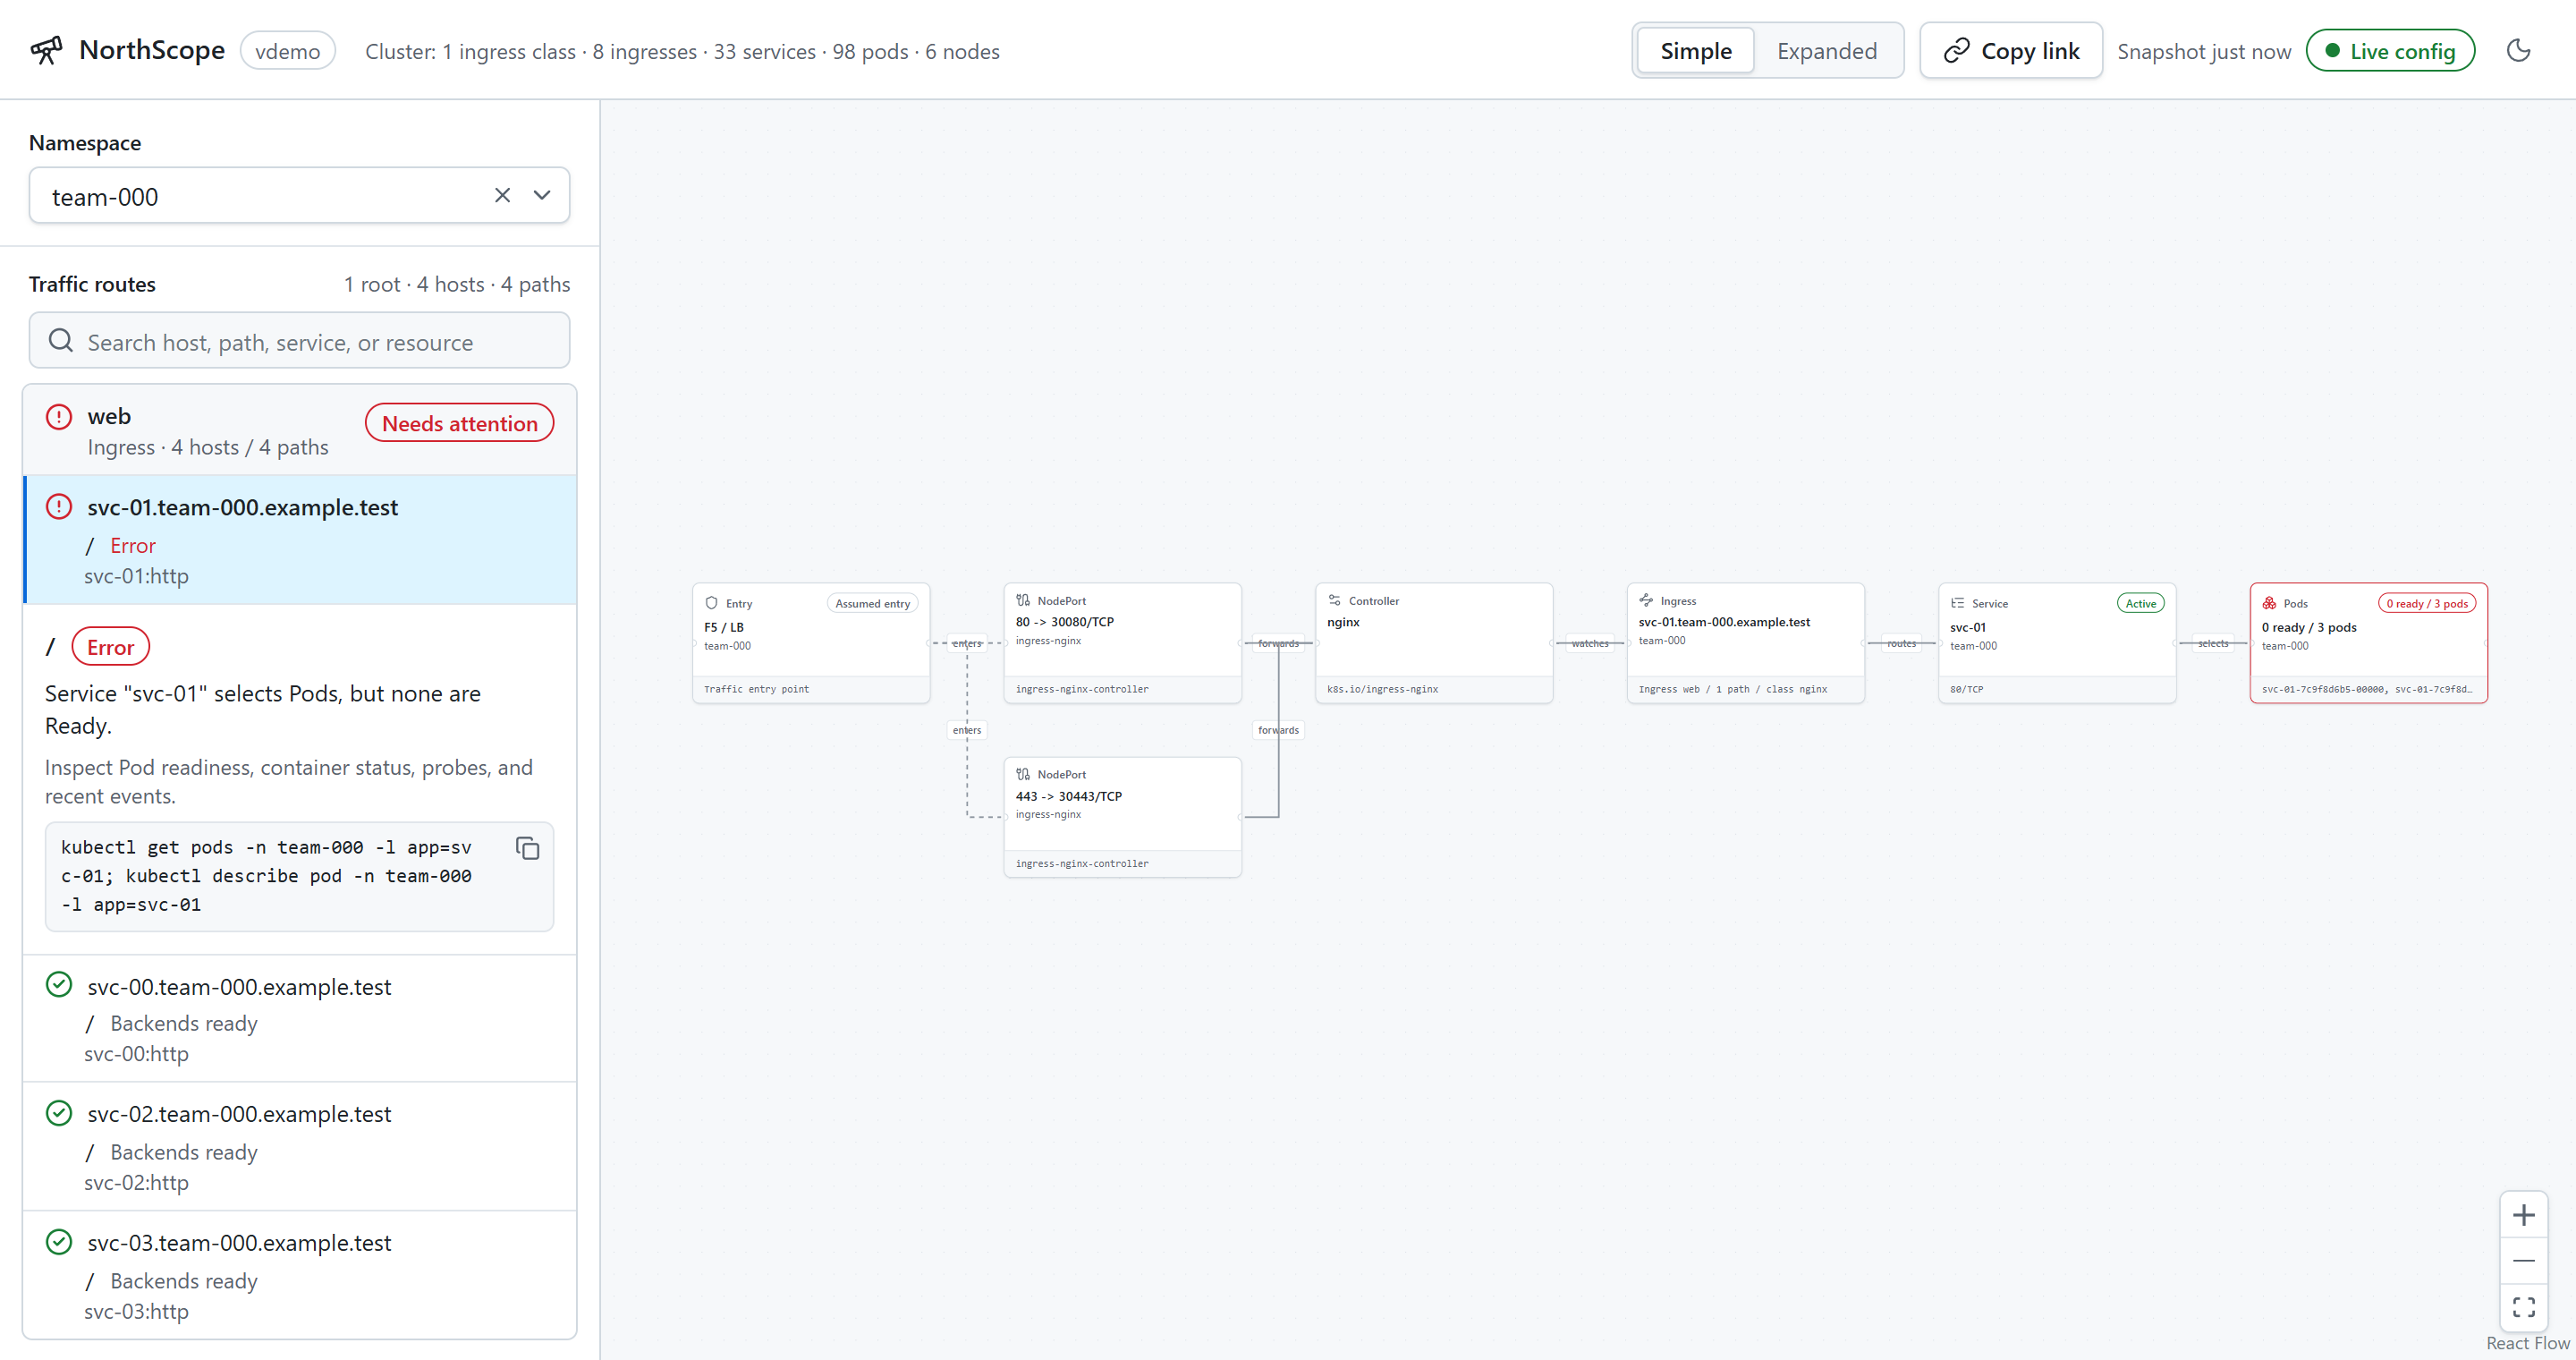 NorthScope
vdemo
Cluster: 1 ingress class · 8 ingresses · 33 services · 98 pods · 6 nodes
Simple
Expanded
Copy link
Snapshot just now
Live config
Namespace
team-000
Traffic routes
1 root · 4 hosts · 4 paths
Search host, path, service, or resource
web
Needs attention
Ingress · 4 hosts / 4 paths
svc-01.team-000.example.test
/ Error
svc-01:http
/ Error
Service "svc-01" selects Pods, but none are
Ready.
Inspect Pod readiness, container status, probes, and
recent events.
kubectl get pods -n team-000 -l app=sv
c-01; kubectl describe pod -n team-000
-l app=svc-01
svc-00.team-000.example.test
/ Backends ready
svc-00:http
svc-02.team-000.example.test
/ Backends ready
svc-02:http
svc-03.team-000.example.test
/ Backends ready
svc-03:http
Entry
Assumed entry
F5 / LB
team-000
Traffic entry point
enters
enters
NodePort
80 -> 30080/TCP
ingress-nginx
ingress-nginx-controller
NodePort
443 -> 30443/TCP
ingress-nginx
ingress-nginx-controller
forwards
forwards
Controller
nginx
k8s.io/ingress-nginx
watches
Ingress
svc-01.team-000.example.test
team-000
Ingress web / 1 path / class nginx
routes
Service
Active
svc-01
team-000
80/TCP
selects
Pods
0 ready / 3 pods
0 ready / 3 pods
team-000
svc-01-7c9f8d6b5-00000, svc-01-7c9f8d…
React Flow